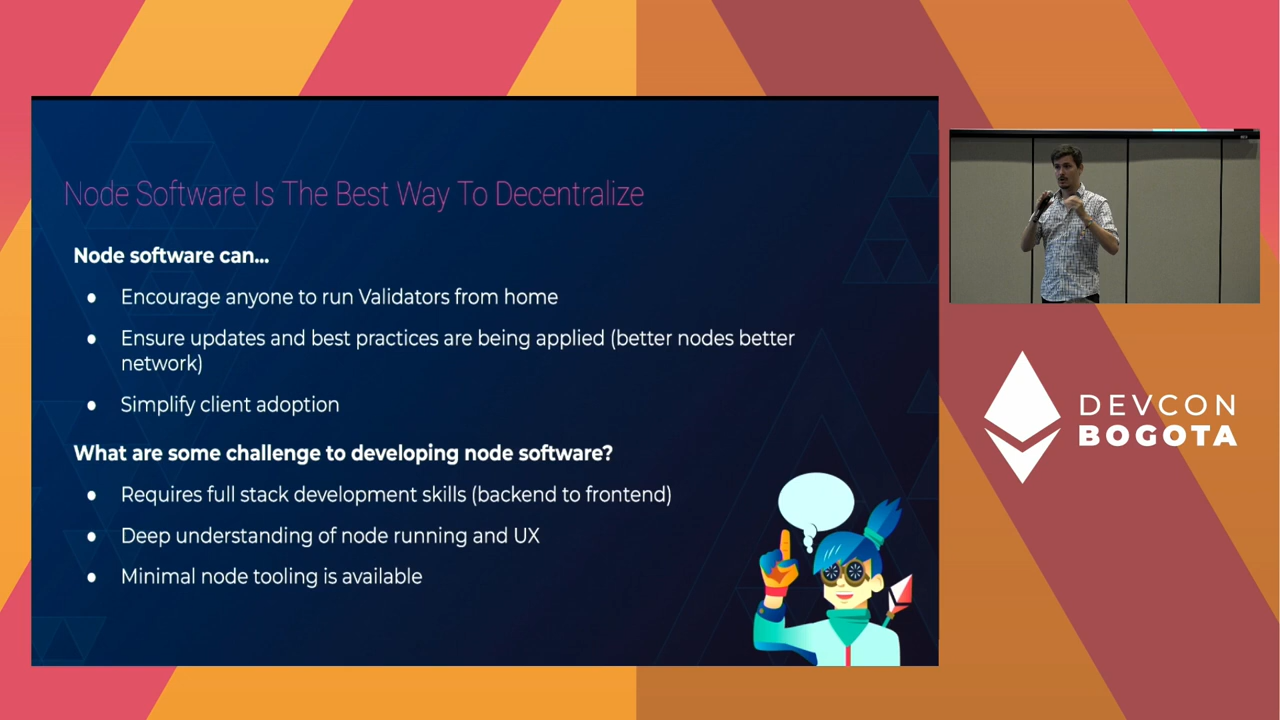 Node Software Is The Best Way To Decentralize
Node software can...
● Encourage anyone to run Validators from home
● Ensure updates and best practices are being applied (better nodes better
network)
● Simplify client adoption
What are some challenge to developing node software?
● Requires full stack development skills (backend to frontend)
● Deep understanding of node running and UX
● Minimal node tooling is available
DEVCON
BOGOTA